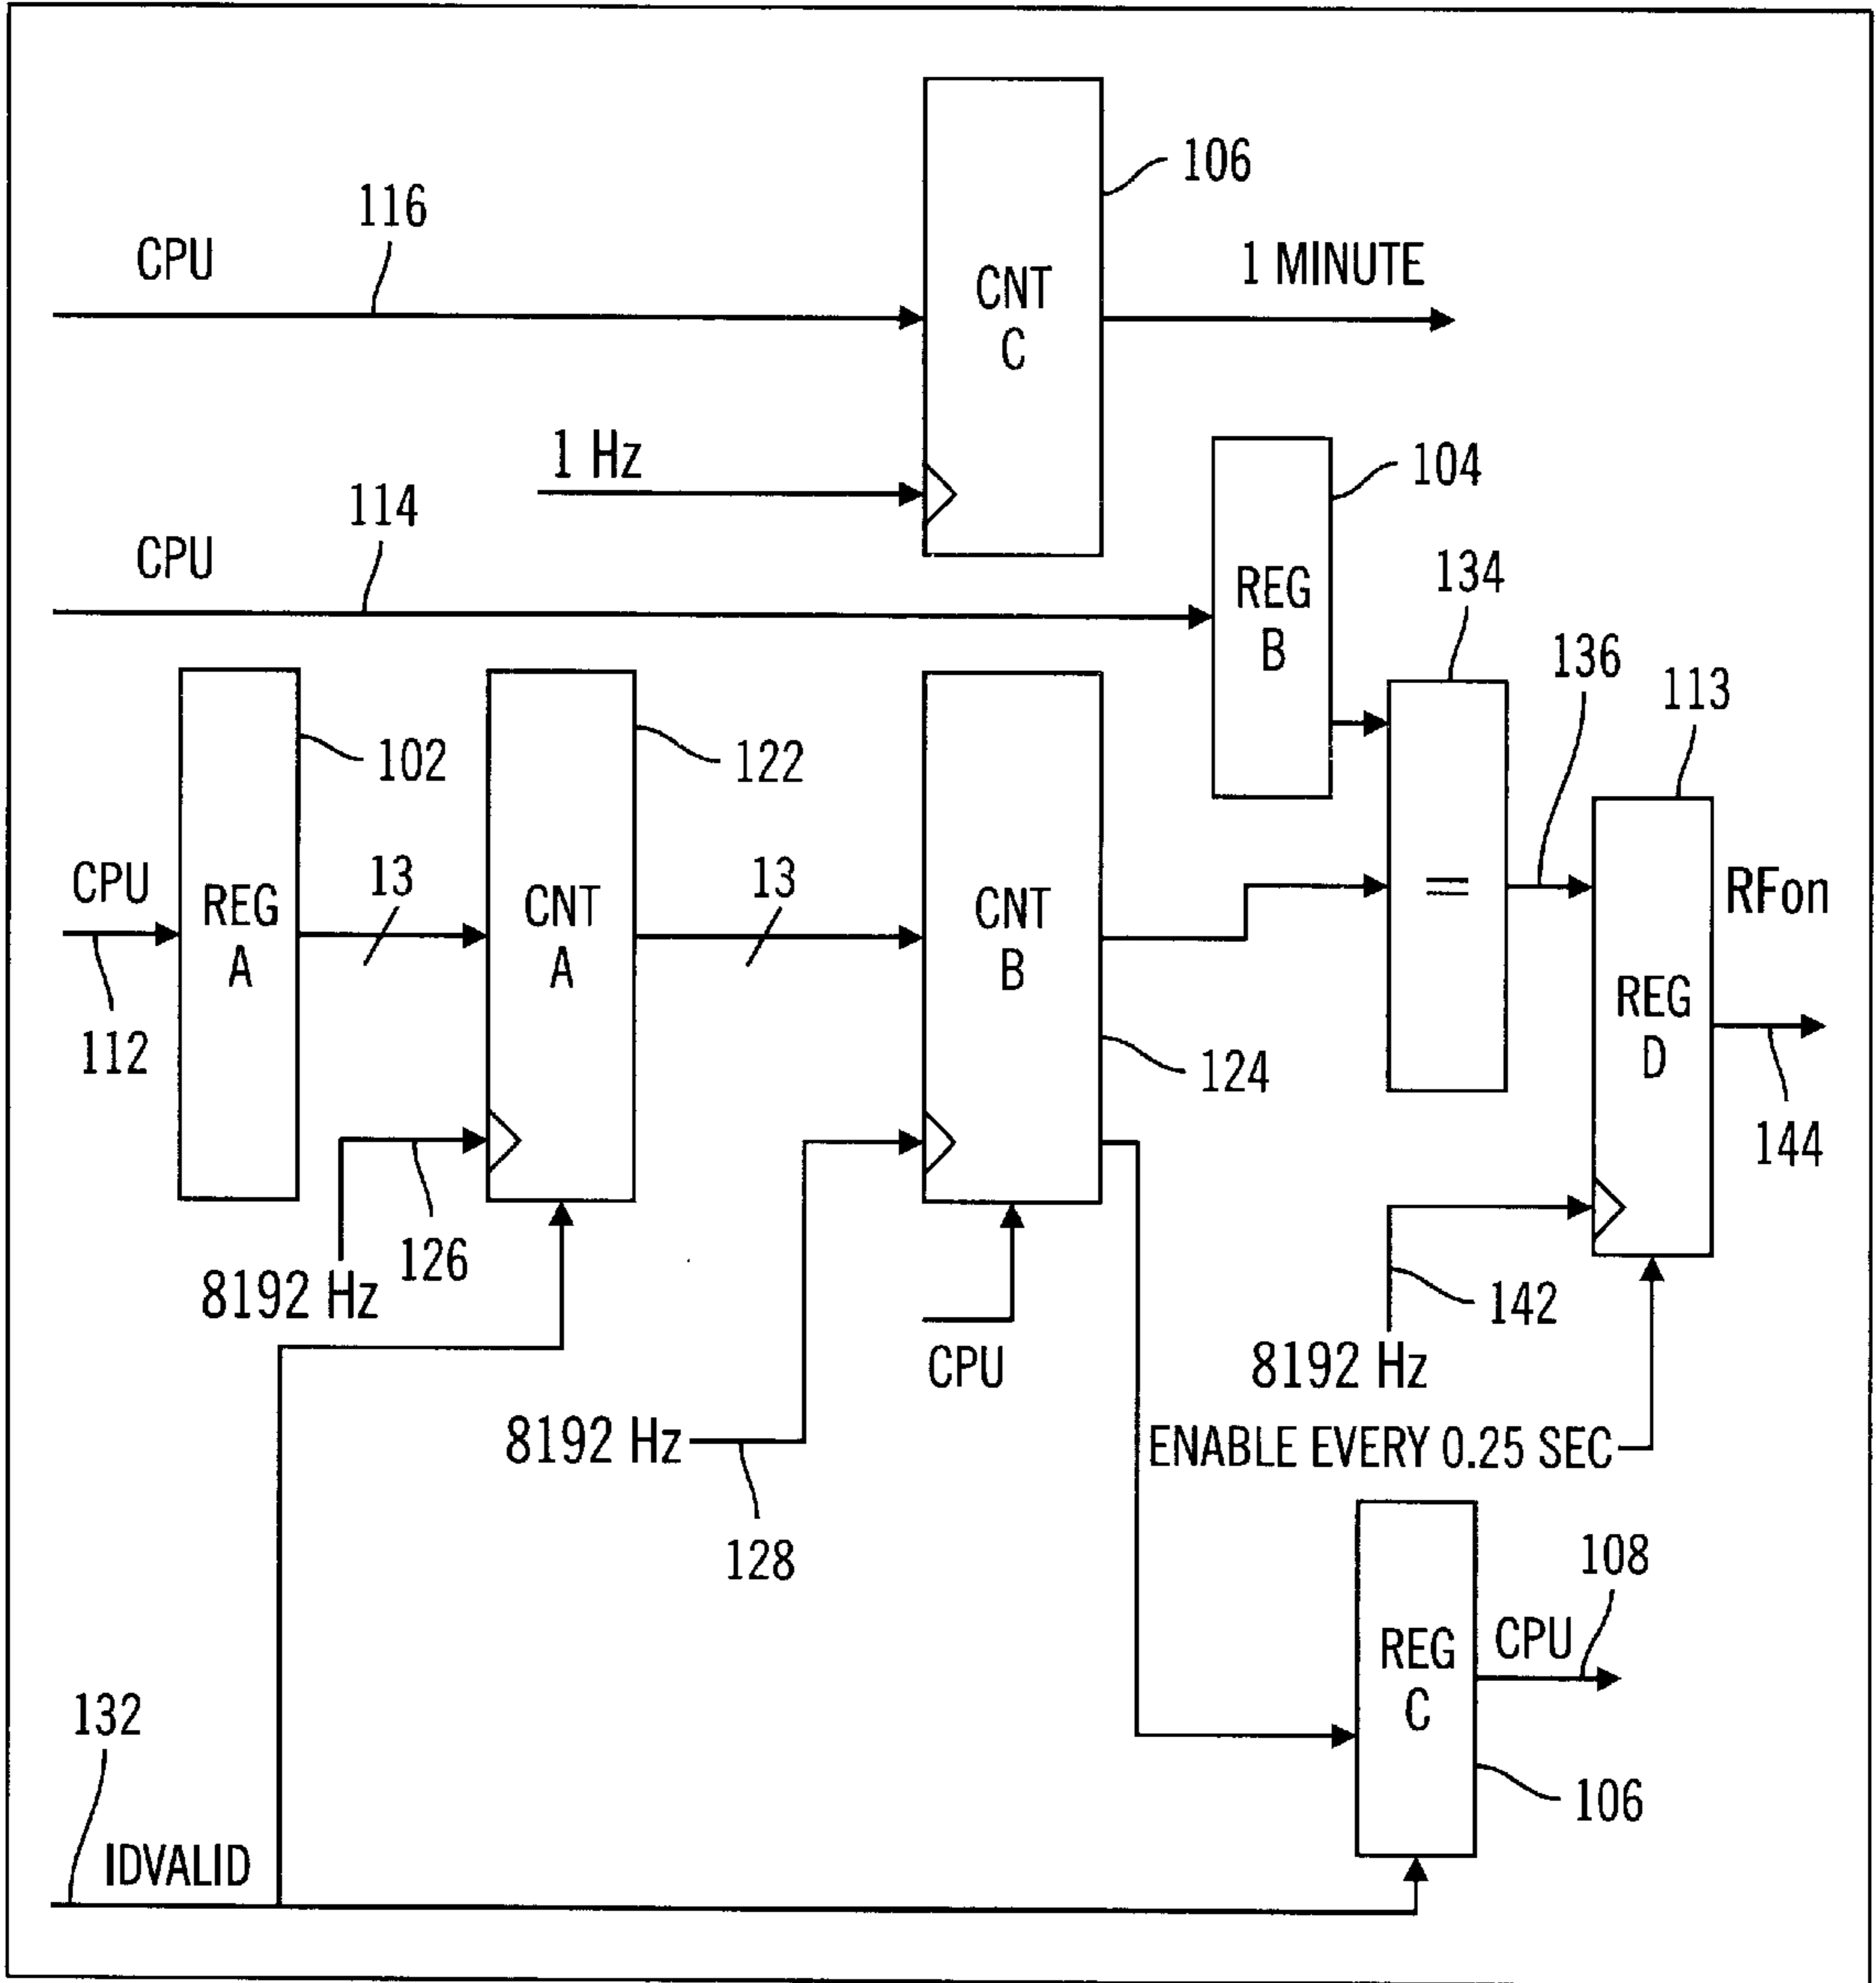 106
116
CPU
1 MINUTE
CNT
C
1 Hz
104
114
CPU
134
REG
B
136
113
102
122
CPU
13
13
RFon
REG
A
CNT
A
CNT
B
=
REG
D
112
124
144
126
8192 Hz
142
CPU
8192 Hz
8192 Hz
ENABLE EVERY 0.25 SEC
128
108
CPU
REG
C
132
106
IDVALID